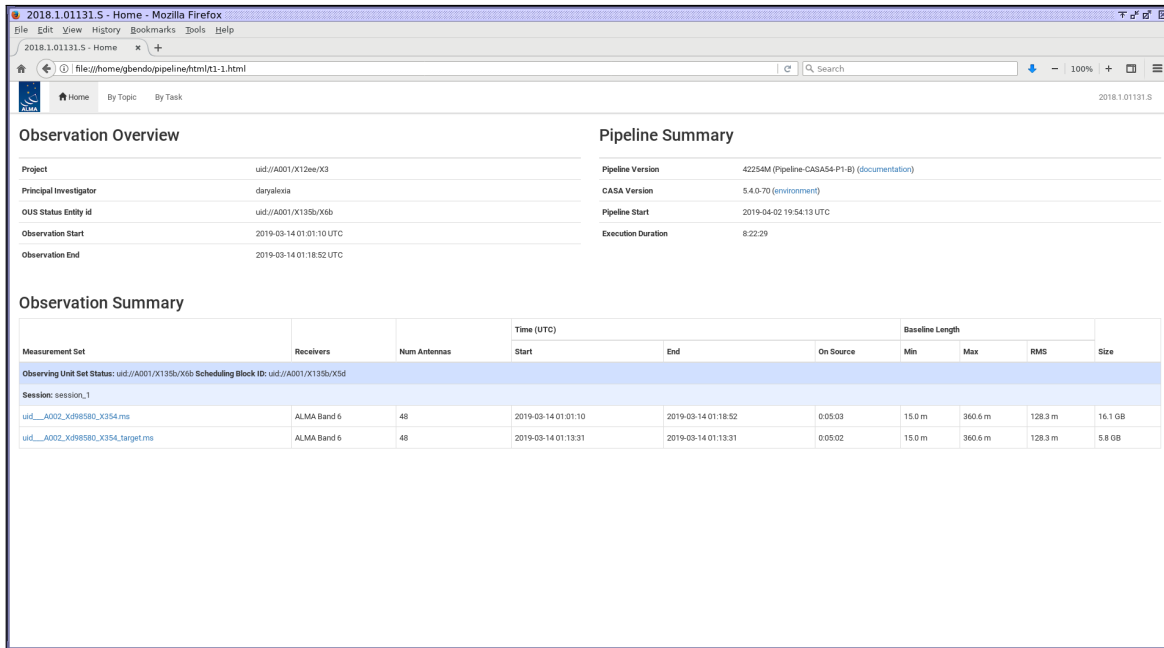 2018.1.01131.S - Home - Mozilla Firefox
File Edit View History Bookmarks Tools Help
2018.1.01131.S - Home × +
file:///home/gbendo/pipeline/html/t1-1.html Search 100%
ALMA Home By Topic By Task 2018.1.01131.S
Observation Overview
Project uid://A001/X12ee/X3
Principal Investigator daryalexia
OUS Status Entity id uid://A001/X135b/X6b
Observation Start 2019-03-14 01:01:10 UTC
Observation End 2019-03-14 01:18:52 UTC
Pipeline Summary
Pipeline Version 42254M (Pipeline-CASA54-P1-B) (documentation)
CASA Version 5.4.0-70 (environment)
Pipeline Start 2019-04-02 19:54:13 UTC
Execution Duration 8:22:29
Observation Summary
Time (UTC) Baseline Length
Measurement Set Receivers Num Antennas Start End On Source Min Max RMS Size
Observing Unit Set Status: uid://A001/X135b/X6b Scheduling Block ID: uid://A001/X135b/X5d
Session: session_1
uid___A002_Xd98580_X354.ms ALMA Band 6 48 2019-03-14 01:01:10 2019-03-14 01:18:52 0:05:03 15.0 m 360.6 m 128.3 m 16.1 GB
uid___A002_Xd98580_X354_target.ms ALMA Band 6 48 2019-03-14 01:13:31 2019-03-14 01:13:31 0:05:02 15.0 m 360.6 m 128.3 m 5.8 GB